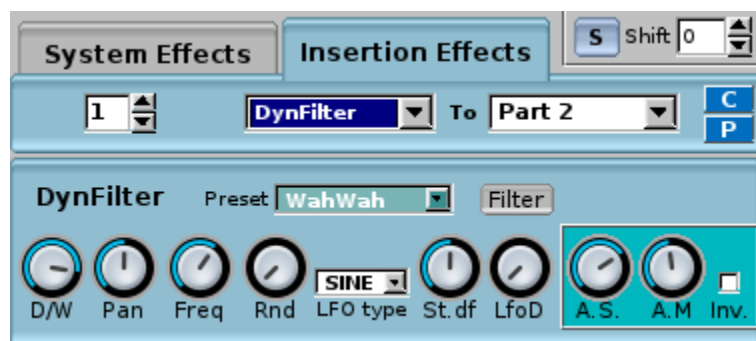 System Effects
Insertion Effects
S Shift 0
1 DynFilter To Part 2 C
P
DynFilter Preset WahWah Filter
SINE
D/W Pan Freq Rnd LFO type St.df LfoD A.S. A.M Inv.